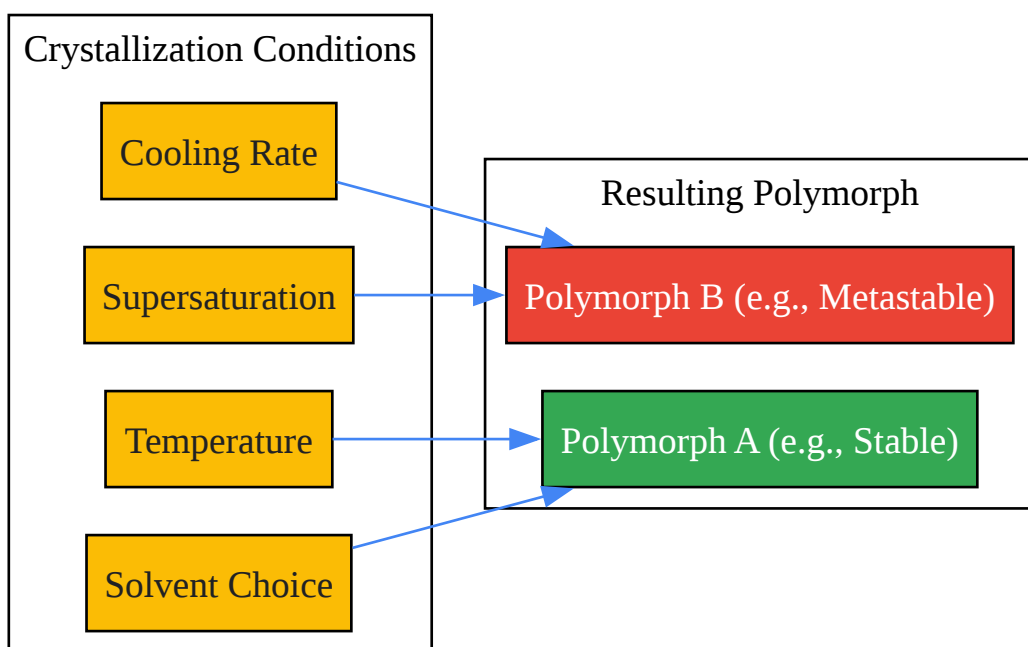 Crystallization Conditions
Cooling Rate
Supersaturation
Temperature
Solvent Choice
Resulting Polymorph
Polymorph B (e.g., Metastable)
Polymorph A (e.g., Stable)